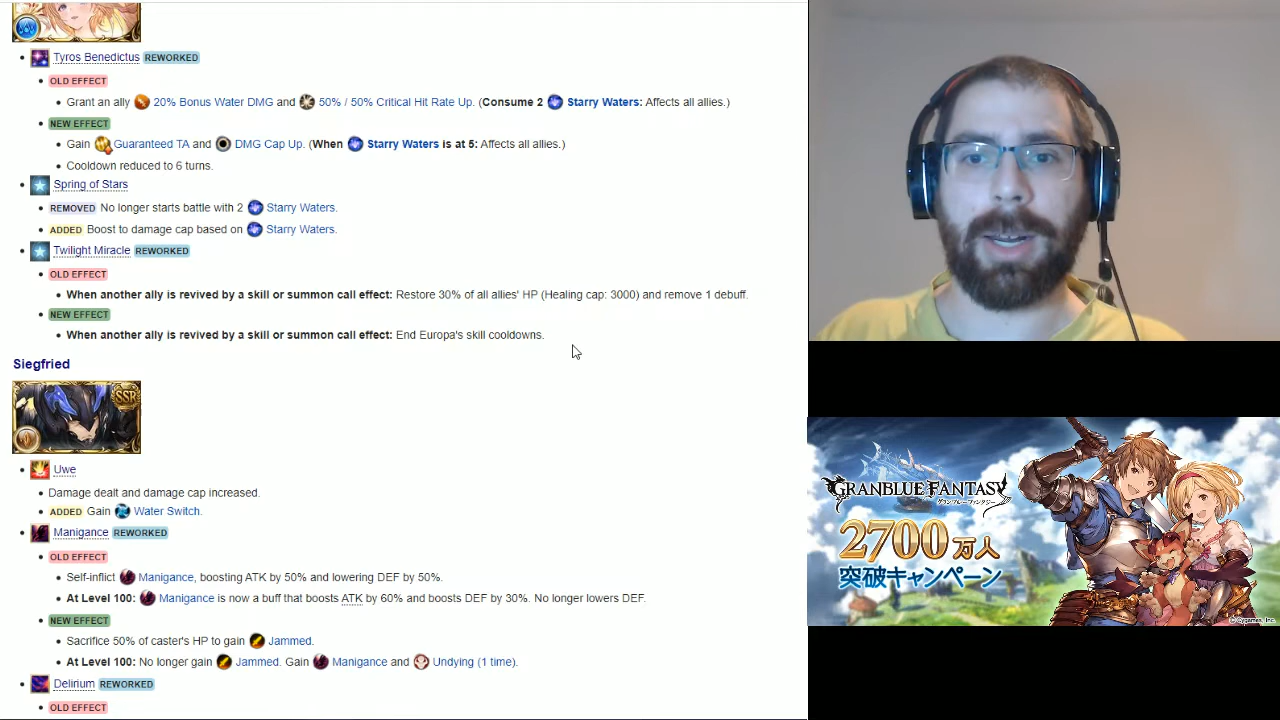 Tyros Benedictus REWORKED
OLD EFFECT
Grant an ally 20% Bonus Water DMG and 50% / 50% Critical Hit Rate Up. (Consume 2 Starry Waters: Affects all allies.)
NEW EFFECT
Gain Guaranteed TA and DMG Cap Up. (When Starry Waters is at 5: Affects all allies.)
Cooldown reduced to 6 turns.
Spring of Stars
REMOVED No longer starts battle with 2 Starry Waters.
ADDED Boost to damage cap based on Starry Waters.
Twilight Miracle REWORKED
OLD EFFECT
When another ally is revived by a skill or summon call effect: Restore 30% of all allies' HP (Healing cap: 3000) and remove 1 debuff.
NEW EFFECT
When another ally is revived by a skill or summon call effect: End Europa's skill cooldowns.
Siegfried
SSR
Uwe
Damage dealt and damage cap increased.
ADDED Gain Water Switch.
Manigance REWORKED
OLD EFFECT
Self-inflict Manigance, boosting ATK by 50% and lowering DEF by 50%.
At Level 100: Manigance is now a buff that boosts ATK by 60% and boosts DEF by 30%. No longer lowers DEF.
NEW EFFECT
Sacrifice 50% of caster's HP to gain Jammed.
At Level 100: No longer gain Jammed. Gain Manigance and Undying (1 time).
Delirium REWORKED
OLD EFFECT
GRANBLUE FANTASY
グランブルーファンタジー
2700万人
突破キャンペーン
© Cygames, Inc.